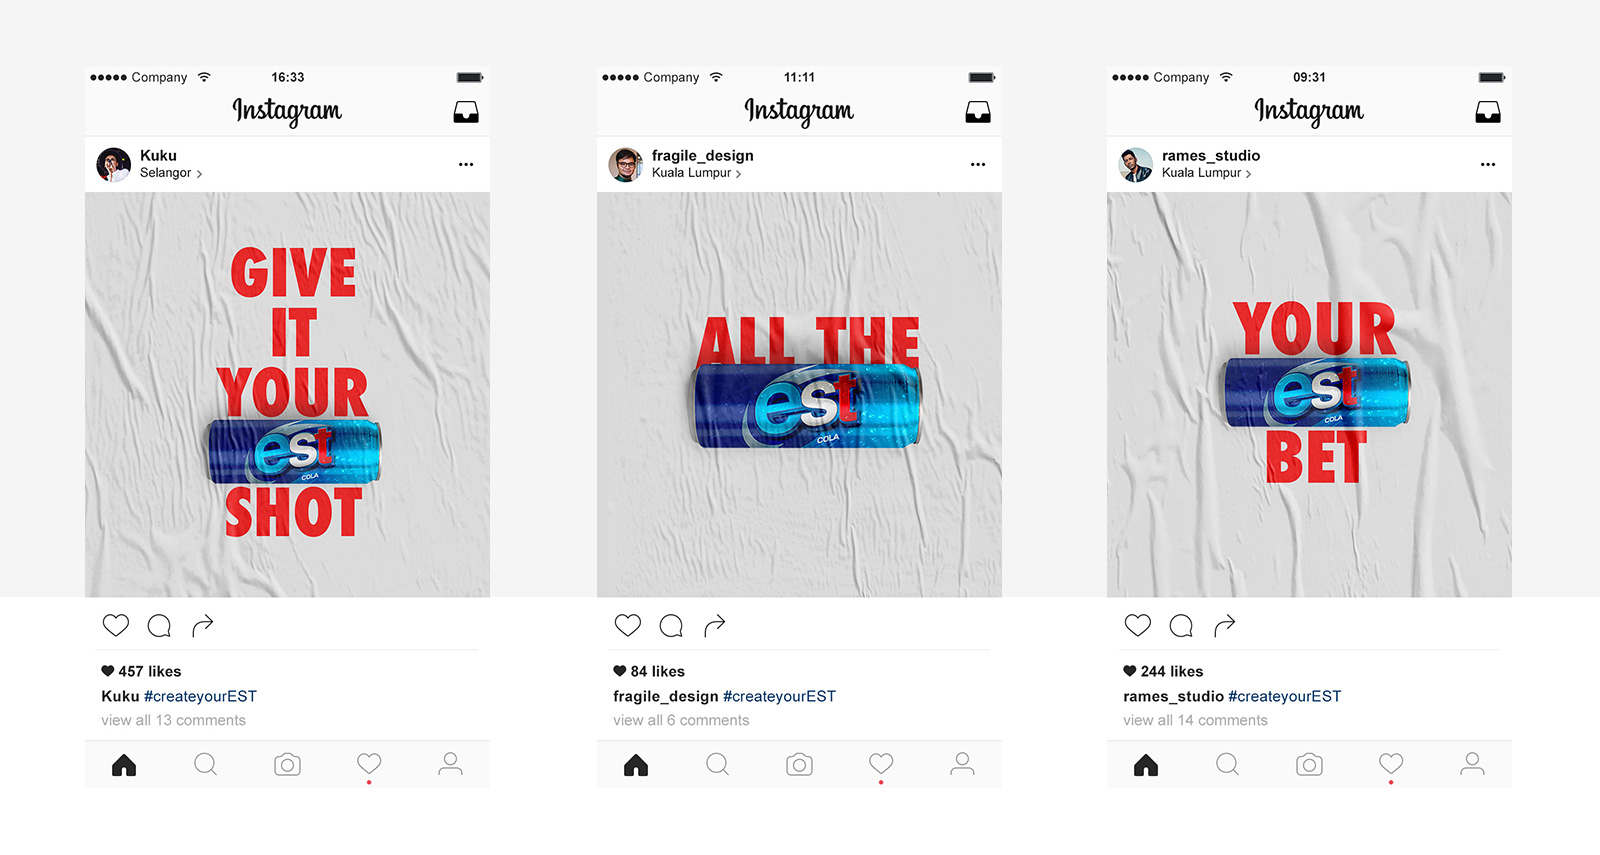 Company 16:33
Instagram
Kuku
Selangor >
GIVE
IT
YOUR
est
COLA
SHOT
457 likes
Kuku #createyourEST
view all 13 comments
Company 11:11
Instagram
fragile_design
Kuala Lumpur >
ALL THE
est
COLA
84 likes
fragile_design #createyourEST
view all 6 comments
Company 09:31
Instagram
rames_studio
Kuala Lumpur >
YOUR
est
COLA
BET
244 likes
rames_studio #createyourEST
view all 14 comments